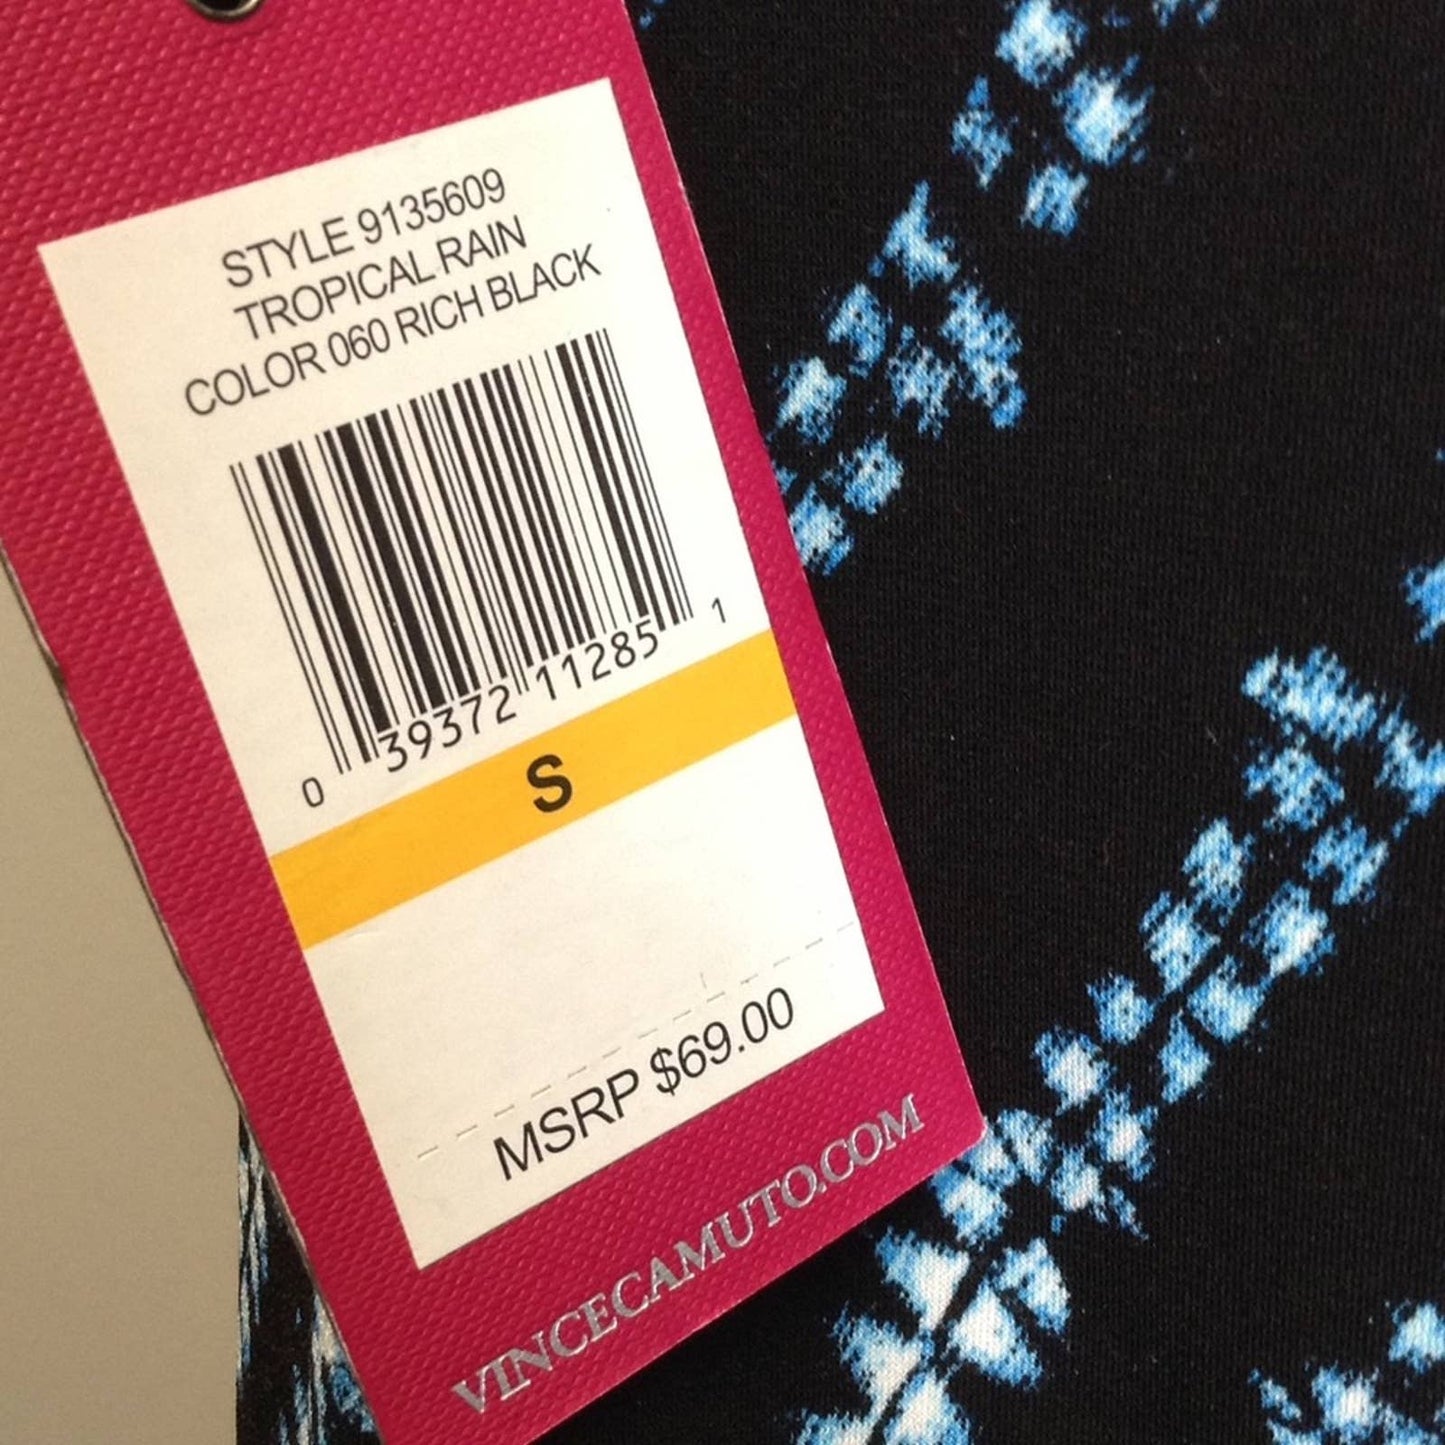 STYLE 9135609
TROPICAL RAIN
COLOR 060 RICH BLACK
0 39372 11285 1
S
MSRP $69.00
VINCECAMUTO.COM